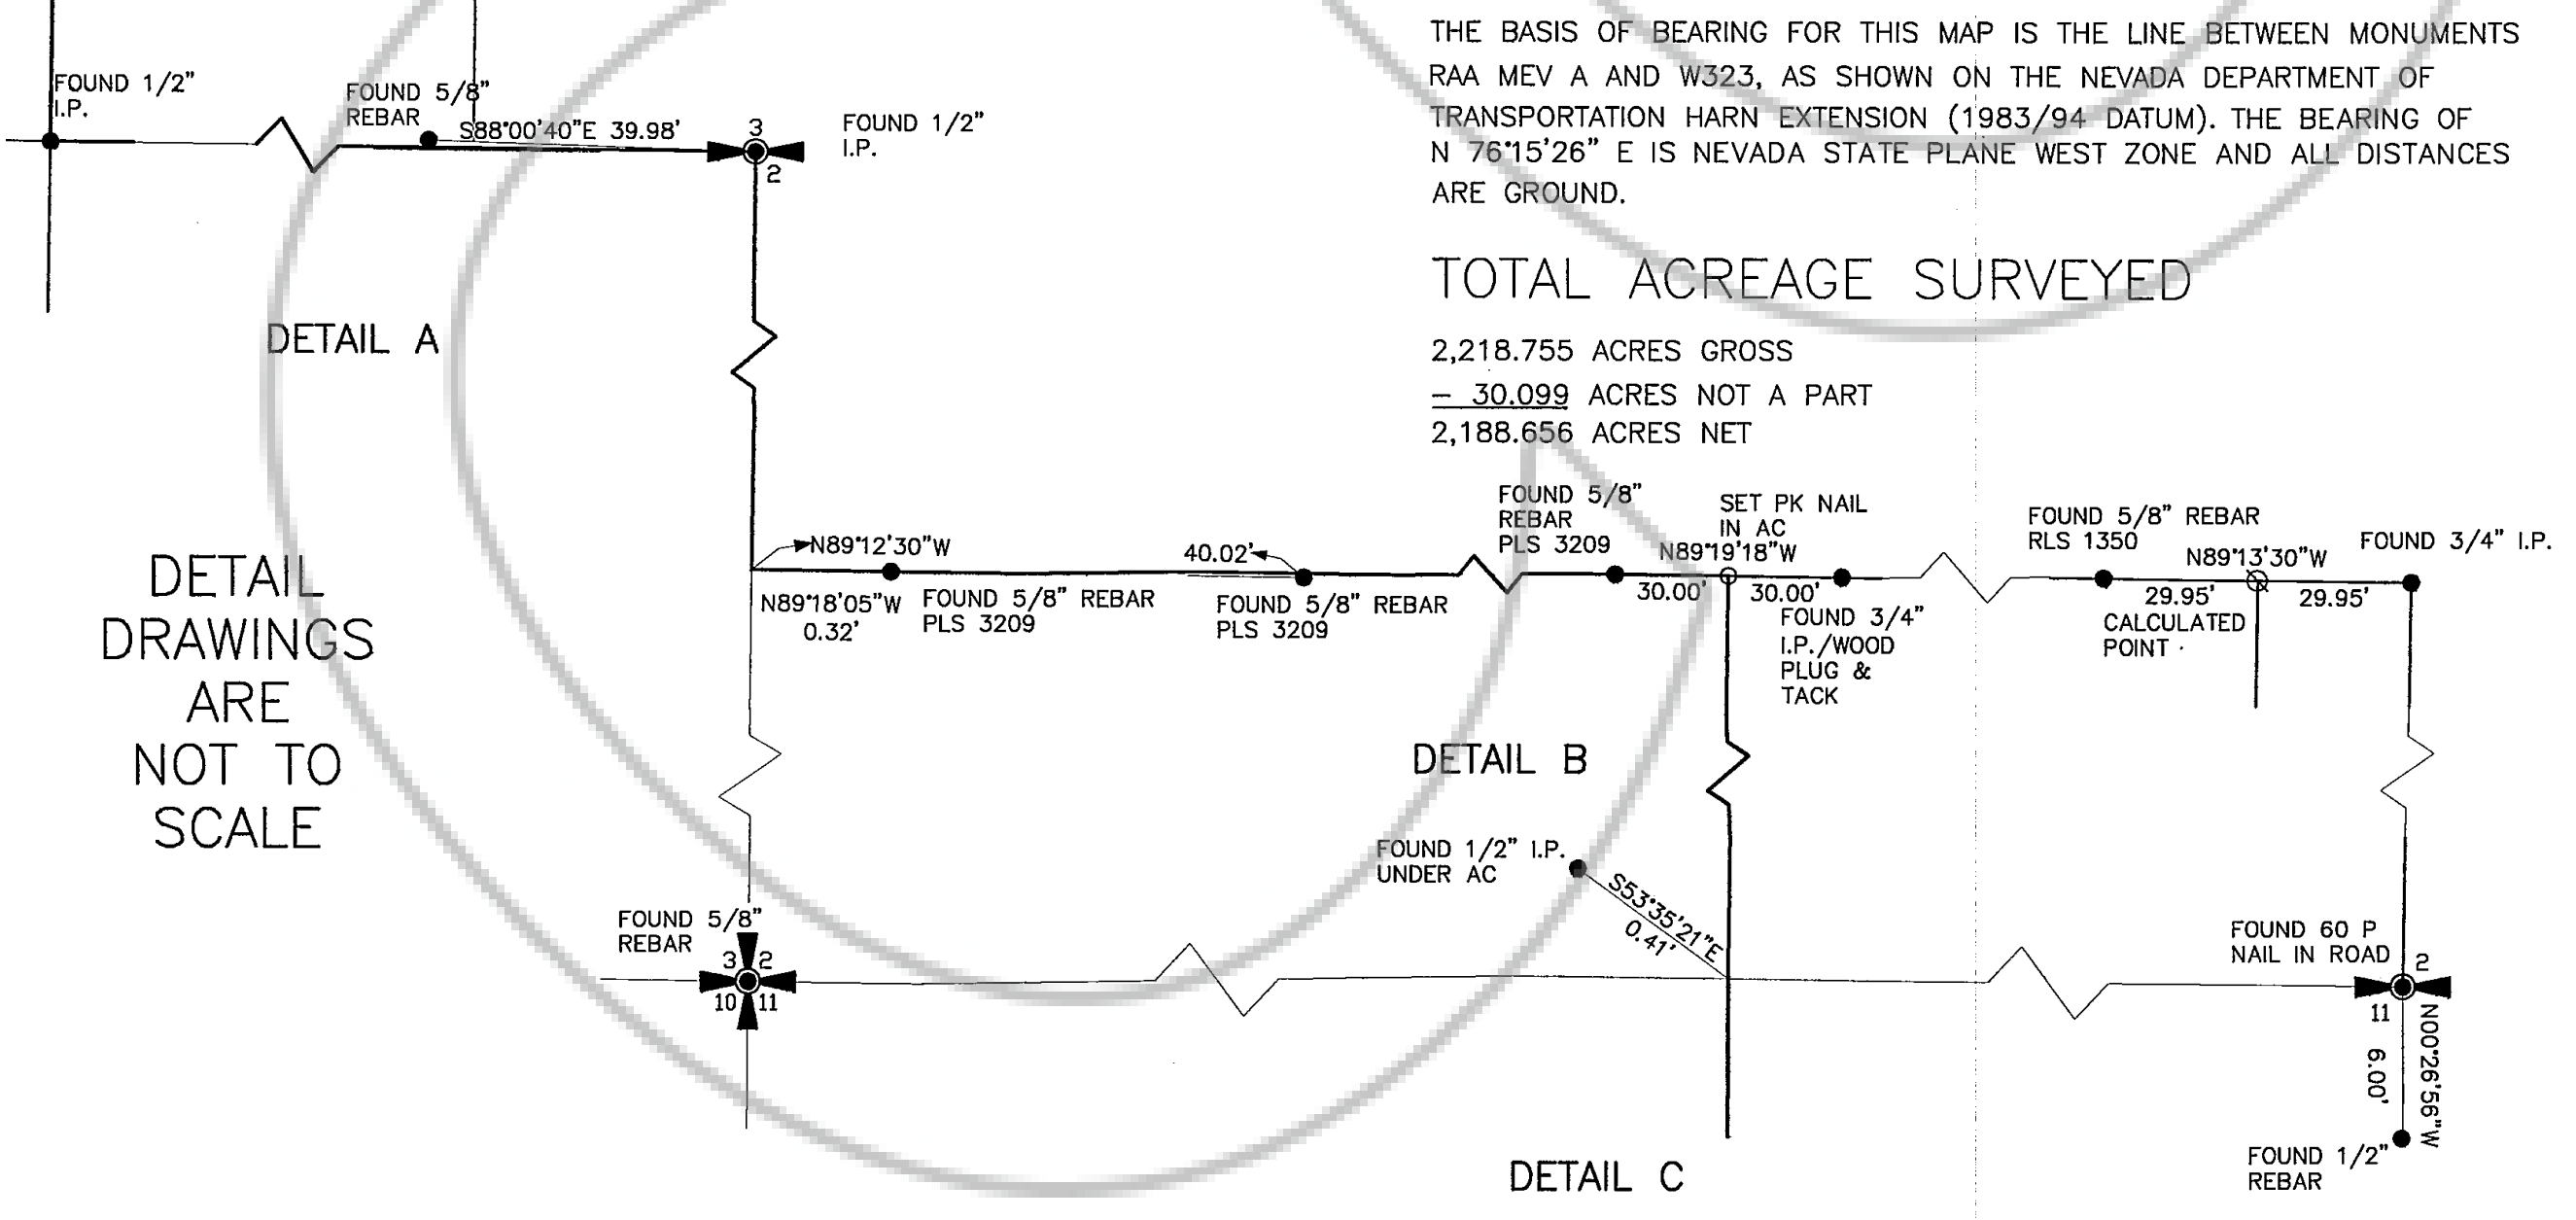 THE BASIS OF BEARING FOR THIS MAP IS THE LINE BETWEEN MONUMENTS
RAA MEV A AND W323, AS SHOWN ON THE NEVADA DEPARTMENT OF
TRANSPORTATION HARN EXTENSION (1983/94 DATUM). THE BEARING OF
N 76°15'26" E IS NEVADA STATE PLANE WEST ZONE AND ALL DISTANCES
ARE GROUND.
TOTAL ACREAGE SURVEYED
2,218.755 ACRES GROSS
– 30.099 ACRES NOT A PART
2,188.656 ACRES NET
FOUND 1/2"
I.P.
FOUND 5/8"
REBAR
S88°00'40"E 39.98'
3
2
FOUND 1/2"
I.P.
DETAIL A
DETAIL
DRAWINGS
ARE
NOT TO
SCALE
N89°12'30"W
40.02'
N89°18'05"W
0.32'
FOUND 5/8" REBAR
PLS 3209
FOUND 5/8" REBAR
PLS 3209
FOUND 5/8"
REBAR
PLS 3209
SET PK NAIL
IN AC
N89°19'18"W
30.00'
30.00'
FOUND 3/4"
I.P./WOOD
PLUG &
TACK
FOUND 5/8" REBAR
RLS 1350
N89°13'30"W
FOUND 3/4" I.P.
29.95'
29.95'
CALCULATED
POINT
DETAIL B
FOUND 1/2" I.P.
UNDER AC
S53°35'21"E
0.41'
FOUND 5/8"
REBAR
3 2
10 11
FOUND 60 P
NAIL IN ROAD
2
11
N00°26'56"W
6.00'
FOUND 1/2"
REBAR
DETAIL C